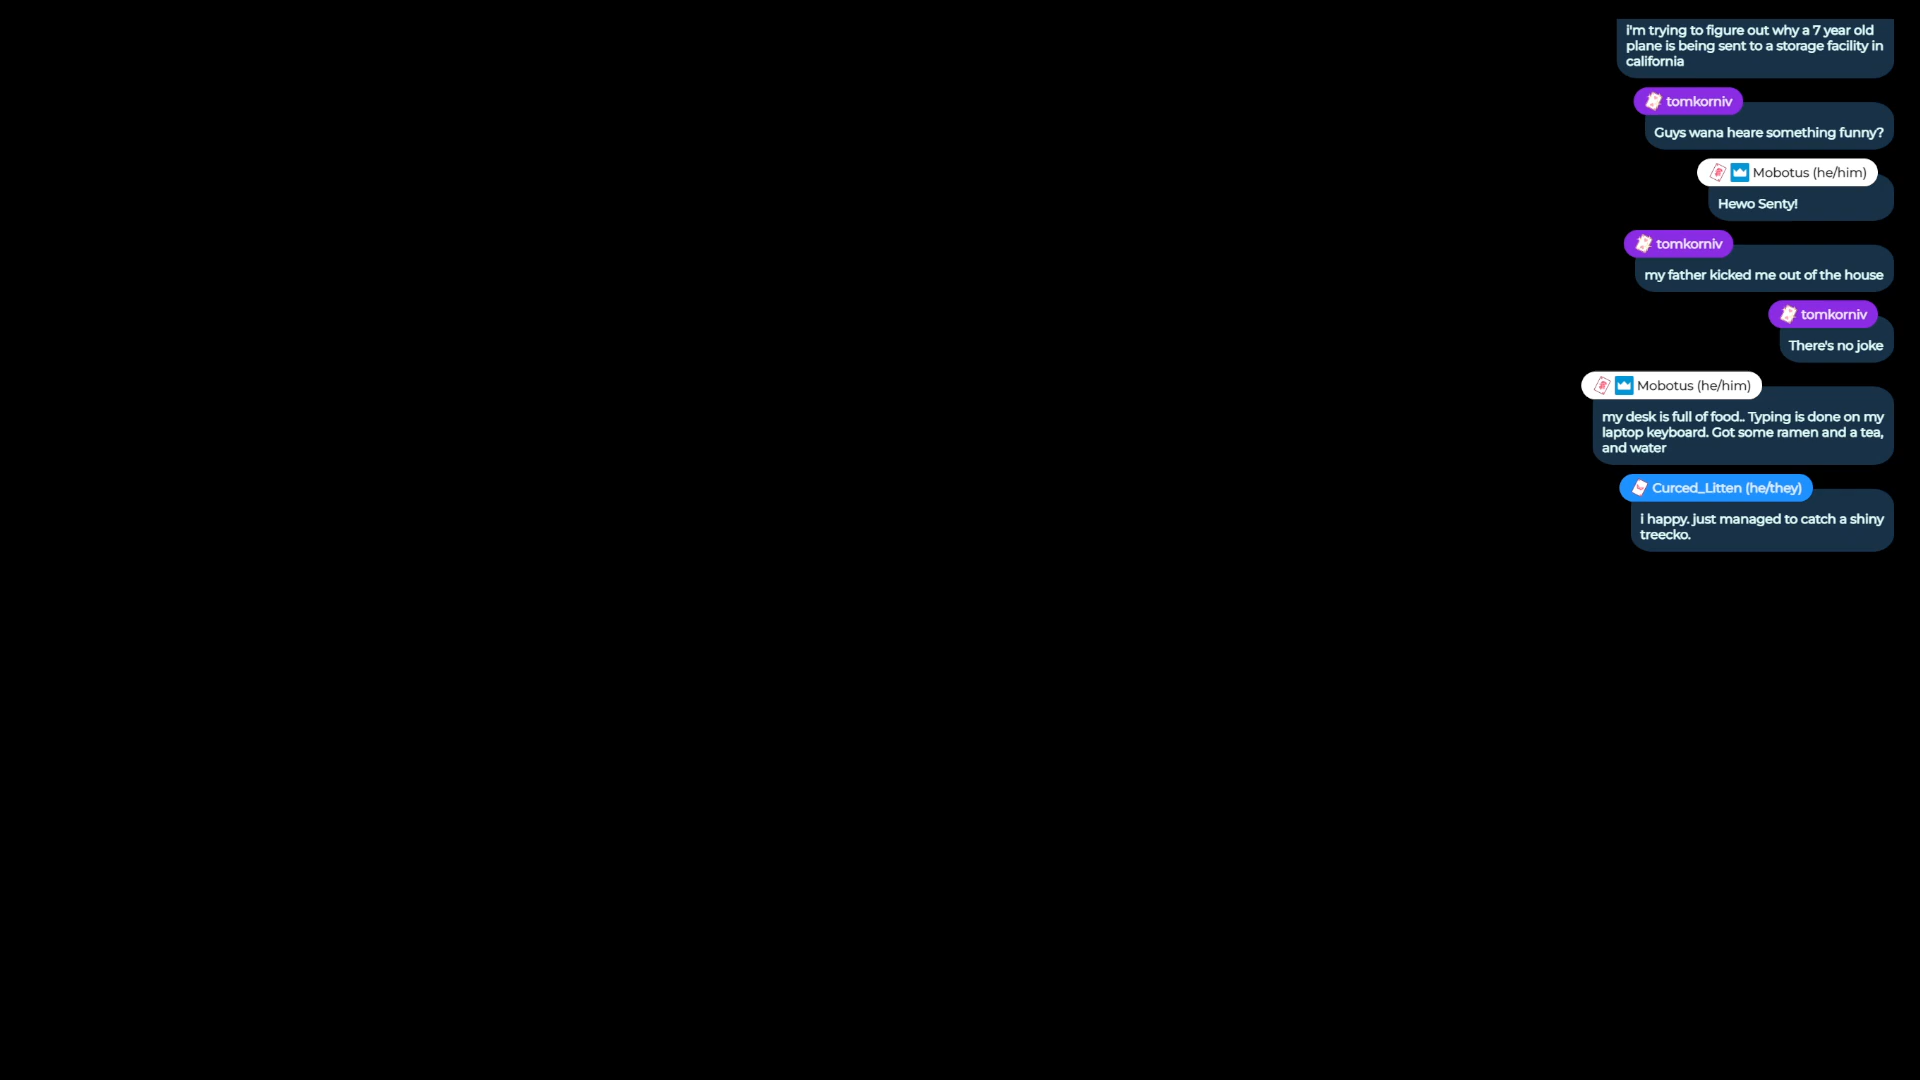 i'm trying to figure out why a 7 year old
plane is being sent to a storage facility in
california
tomkorniv
Guys wana heare something funny?
Mobotus (he/him)
Hewo Senty!
tomkorniv
my father kicked me out of the house
tomkorniv
There's no joke
Mobotus (he/him)
my desk is full of food.. Typing is done on my
laptop keyboard. Got some ramen and a tea,
and water
Curced_Litten (he/they)
i happy. just managed to catch a shiny
treecko.